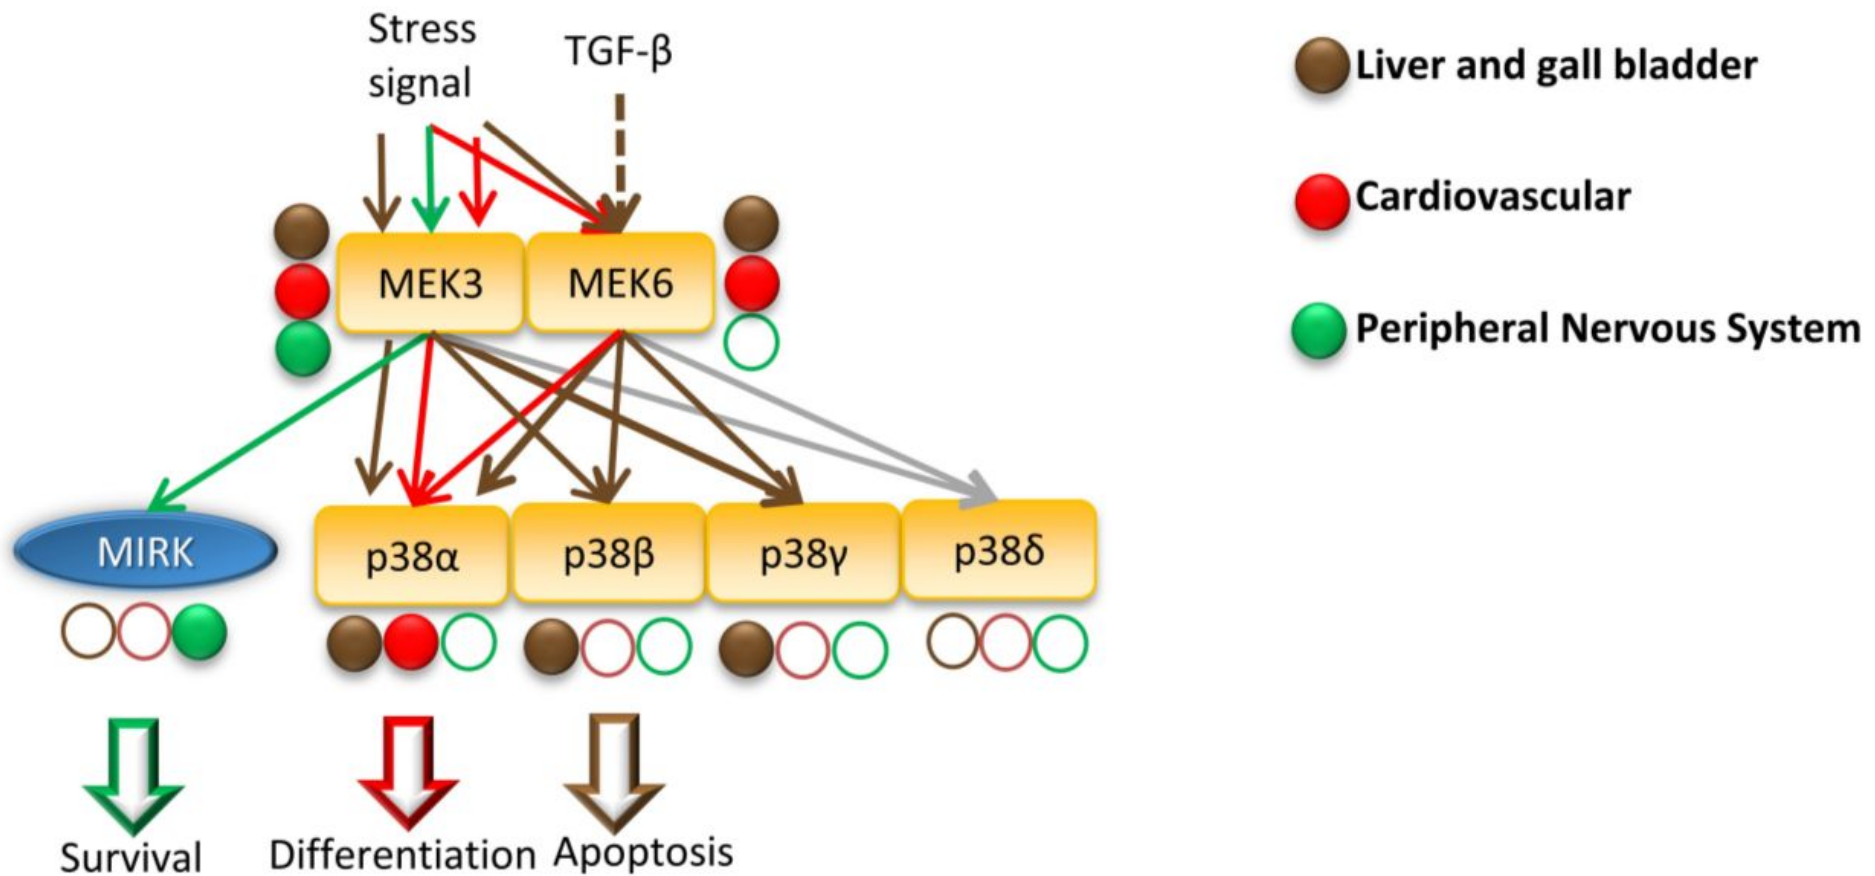 Stress
signal
TGF-β
Liver and gall bladder
Cardiovascular
Peripheral Nervous System
MEK3
MEK6
MIRK
p38α
p38β
p38γ
p38δ
Survival
Differentiation
Apoptosis